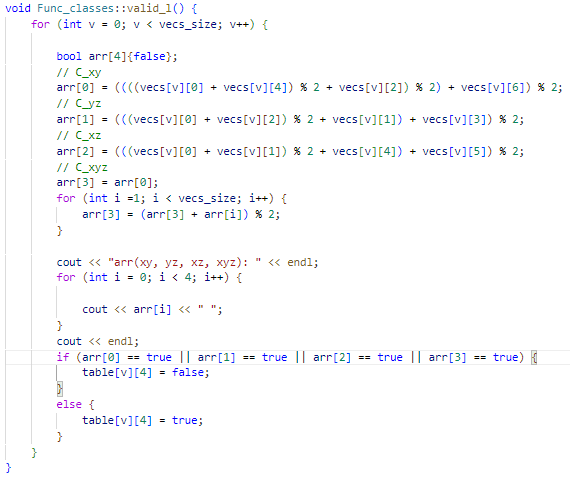 void Func_classes::valid_l() {
    for (int v = 0; v < vecs_size; v++) {

        bool arr[4]{false};
        // C_xy
        arr[0] = ((((vecs[v][0] + vecs[v][4]) % 2 + vecs[v][2]) % 2) + vecs[v][6]) % 2;
        // C_yz
        arr[1] = (((vecs[v][0] + vecs[v][2]) % 2 + vecs[v][1]) + vecs[v][3]) % 2;
        // C_xz
        arr[2] = (((vecs[v][0] + vecs[v][1]) % 2 + vecs[v][4]) + vecs[v][5]) % 2;
        // C_xyz
        arr[3] = arr[0];
        for (int i =1; i < vecs_size; i++) {
            arr[3] = (arr[3] + arr[i]) % 2;
        }

        cout << "arr(xy, yz, xz, xyz): " << endl;
        for (int i = 0; i < 4; i++) {

            cout << arr[i] << " ";
        }
        cout << endl;
        if (arr[0] == true || arr[1] == true || arr[2] == true || arr[3] == true) {
            table[v][4] = false;
        }
        else {
            table[v][4] = true;
        }
    }
}